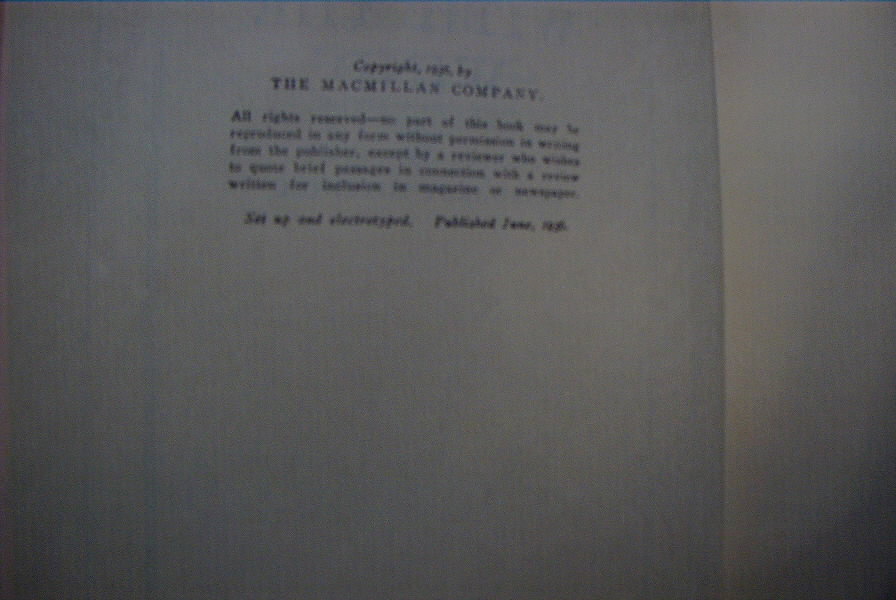 Copyright, 1936, by
THE MACMILLAN COMPANY.
All rights reserved—no part of this book may be
reproduced in any form without permission in writing
from the publisher, except by a reviewer who wishes
to quote brief passages in connection with a review
written for inclusion in magazine or newspaper.
Set up and electrotyped. Published June, 1936.